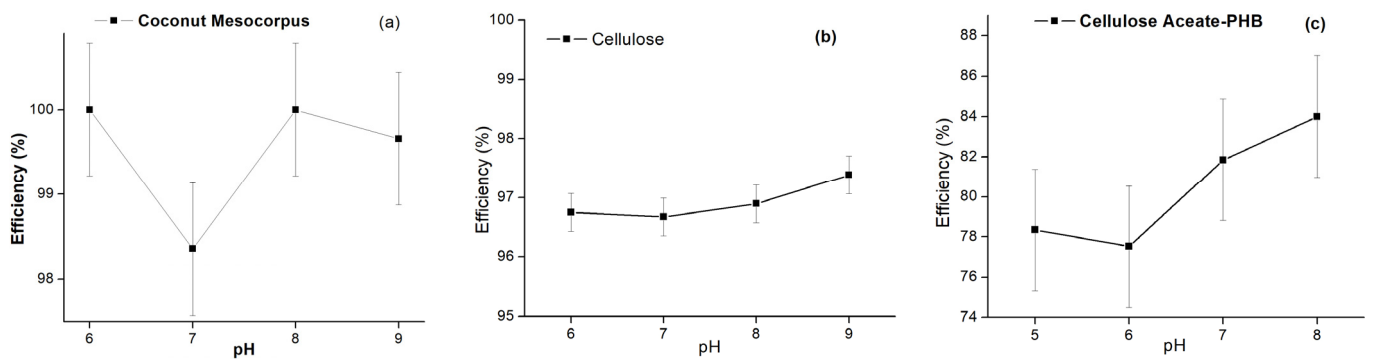 Coconut Mesocorpus
(a)
Efficiency (%)
100
99
98
6 7 8 9
pH
Cellulose
(b)
Efficiency (%)
100
99
98
97
96
95
6 7 8 9
pH
Cellulose Aceate-PHB
(c)
Efficiency (%)
88
86
84
82
80
78
76
74
5 6 7 8
pH